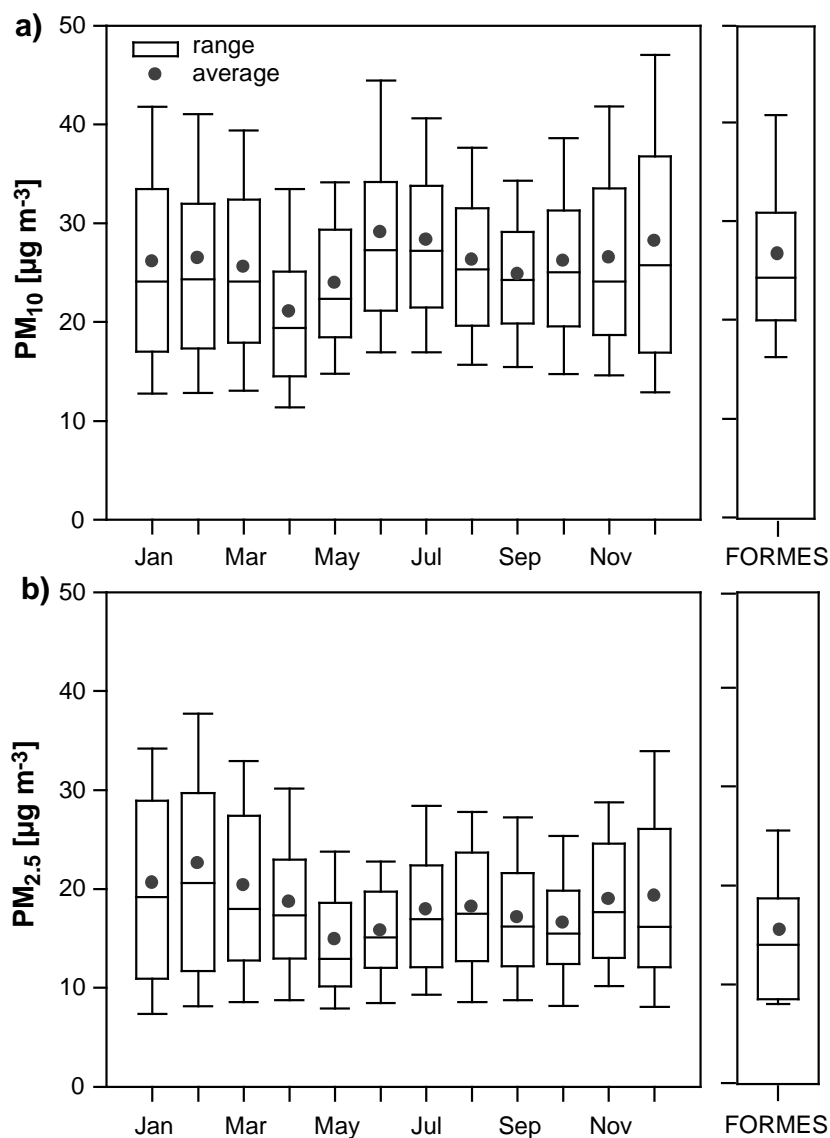 a)
50
range
average
40
30
20
10
0
PM₁₀ [µg m⁻³]
Jan Mar May Jul Sep Nov FORMES
b)
50
40
30
20
10
0
PM₂.₅ [µg m⁻³]
Jan Mar May Jul Sep Nov FORMES